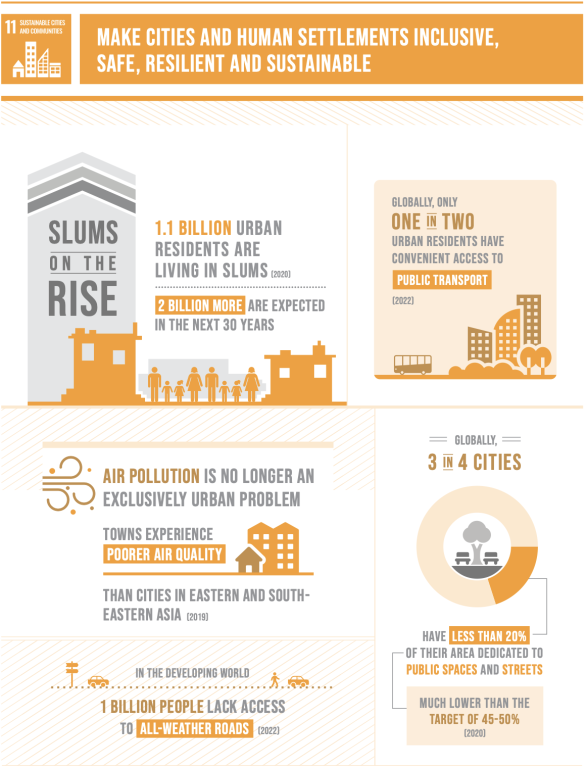 11 SUSTAINABLE CITIES
AND COMMUNITIES
MAKE CITIES AND HUMAN SETTLEMENTS INCLUSIVE,
SAFE, RESILIENT AND SUSTAINABLE
SLUMS
ON THE
RISE
1.1 BILLION URBAN
RESIDENTS ARE
LIVING IN SLUMS (2020)
2 BILLION MORE ARE EXPECTED
IN THE NEXT 30 YEARS
GLOBALLY, ONLY
ONE IN TWO
URBAN RESIDENTS HAVE
CONVENIENT ACCESS TO
PUBLIC TRANSPORT
(2022)
AIR POLLUTION IS NO LONGER AN
EXCLUSIVELY URBAN PROBLEM
TOWNS EXPERIENCE
POORER AIR QUALITY
THAN CITIES IN EASTERN AND SOUTH-
EASTERN ASIA (2019)
IN THE DEVELOPING WORLD
1 BILLION PEOPLE LACK ACCESS
TO ALL-WEATHER ROADS (2022)
GLOBALLY,
3 IN 4 CITIES
HAVE LESS THAN 20%
OF THEIR AREA DEDICATED TO
PUBLIC SPACES AND STREETS
MUCH LOWER THAN THE
TARGET OF 45-50%
(2020)